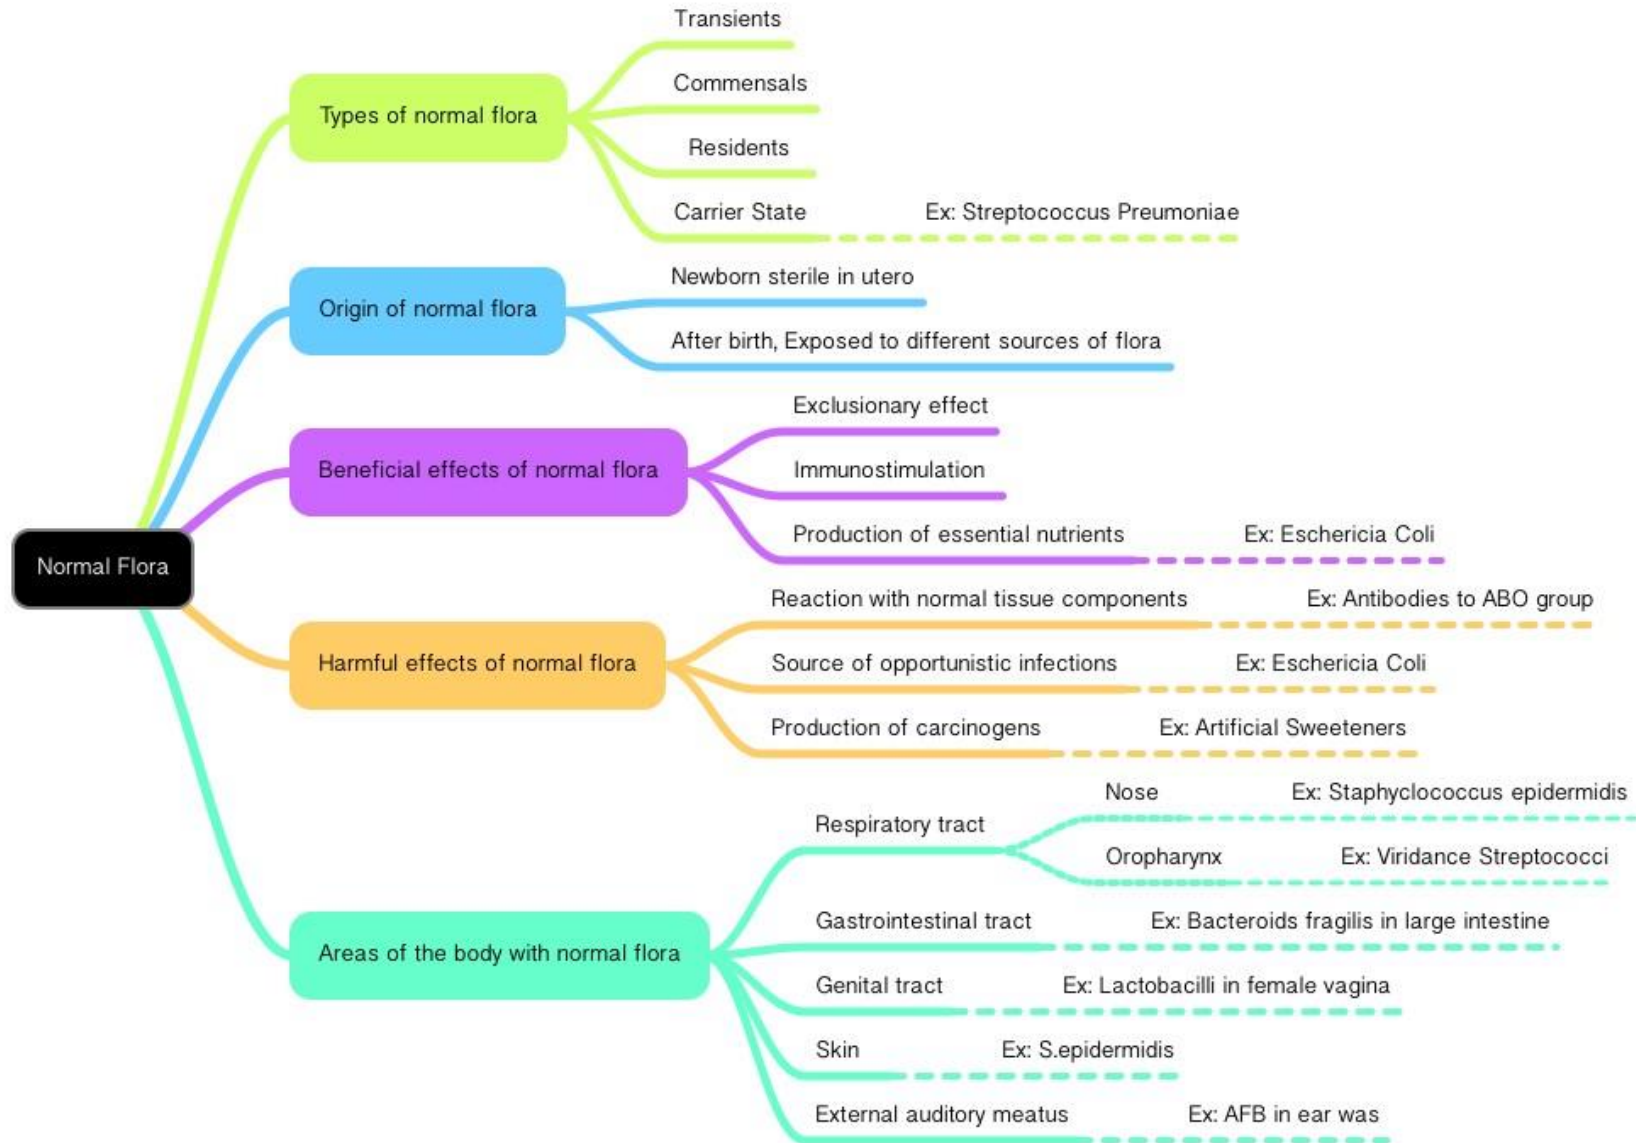 Normal Flora
Types of normal flora
Transients
Commensals
Residents
Carrier State
Ex: Streptococcus Preumoniae
Origin of normal flora
Newborn sterile in utero
After birth, Exposed to different sources of flora
Beneficial effects of normal flora
Exclusionary effect
Immunostimulation
Production of essential nutrients
Ex: Eschericia Coli
Harmful effects of normal flora
Reaction with normal tissue components
Ex: Antibodies to ABO group
Source of opportunistic infections
Ex: Eschericia Coli
Production of carcinogens
Ex: Artificial Sweeteners
Areas of the body with normal flora
Respiratory tract
Nose
Ex: Staphyclococcus epidermidis
Oropharynx
Ex: Viridance Streptococci
Gastrointestinal tract
Ex: Bacteroids fragilis in large intestine
Genital tract
Ex: Lactobacilli in female vagina
Skin
Ex: S.epidermidis
External auditory meatus
Ex: AFB in ear was